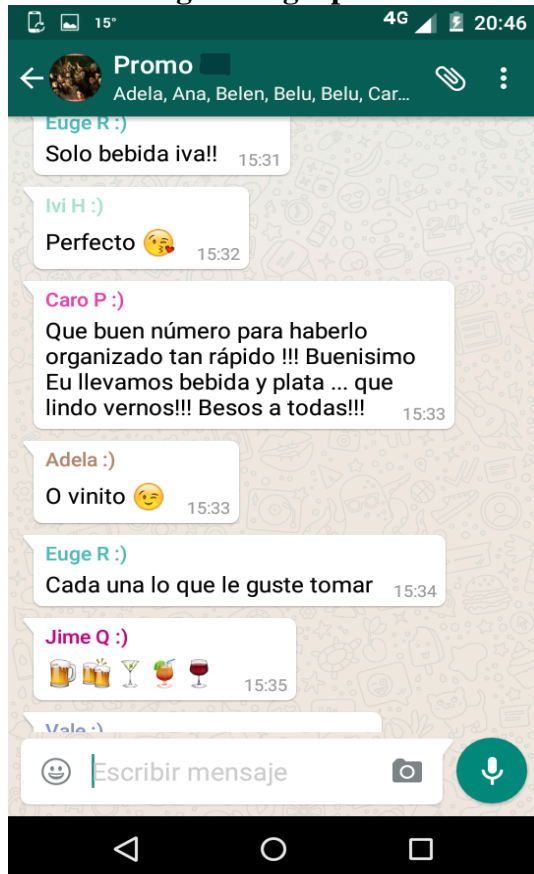 15°
4G
20:46
Promo
Adela, Ana, Belen, Belu, Belu, Car...
Euge R :)
Solo bebida iva!! 15:31
Ivi H :)
Perfecto 😘 15:32
Caro P :)
Que buen número para haberlo
organizado tan rápido !!! Buenisimo
Eu llevamos bebida y plata ... que
lindo vernos!!! Besos a todas!!! 15:33
Adela :)
O vinito 😉 15:33
Euge R :)
Cada una lo que le guste tomar 15:34
Jime Q :)
🍺🍻🍸🍹🍷 15:35
Vale :)
Escribir mensaje